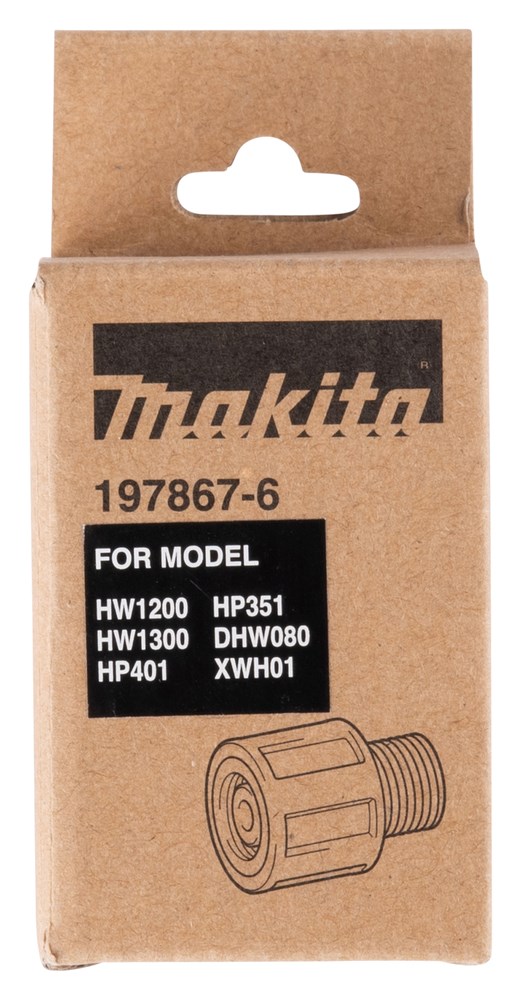 makita®
197867-6
FOR MODEL
HW1200 HP351
HW1300 DHW080
HP401 XWH01